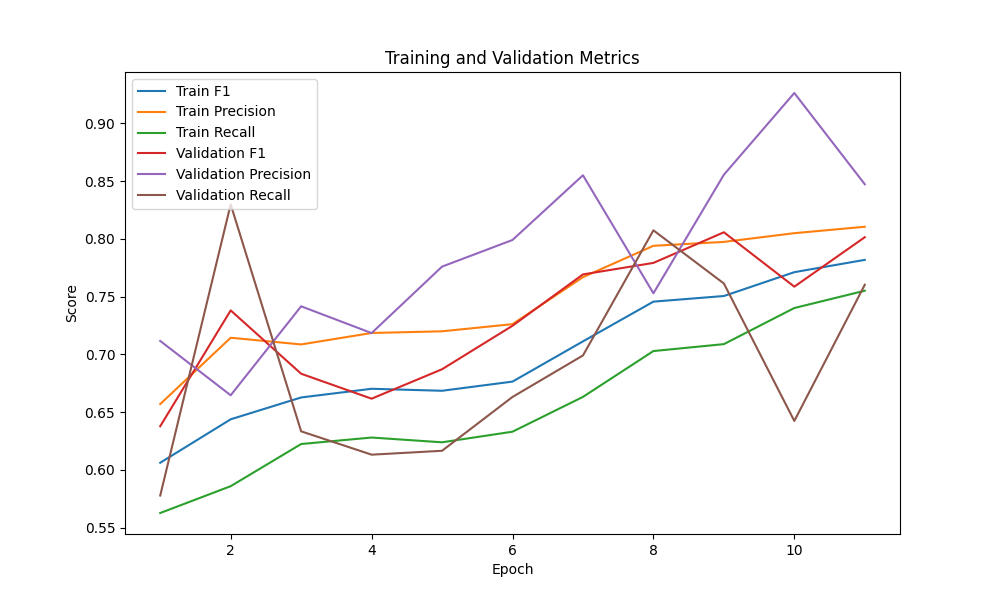 Training and Validation Metrics
Train F1
Train Precision
Train Recall
Validation F1
Validation Precision
Validation Recall
0.90
0.85
0.80
0.75
0.70
0.65
0.60
0.55
Score
2 4 6 8 10
Epoch